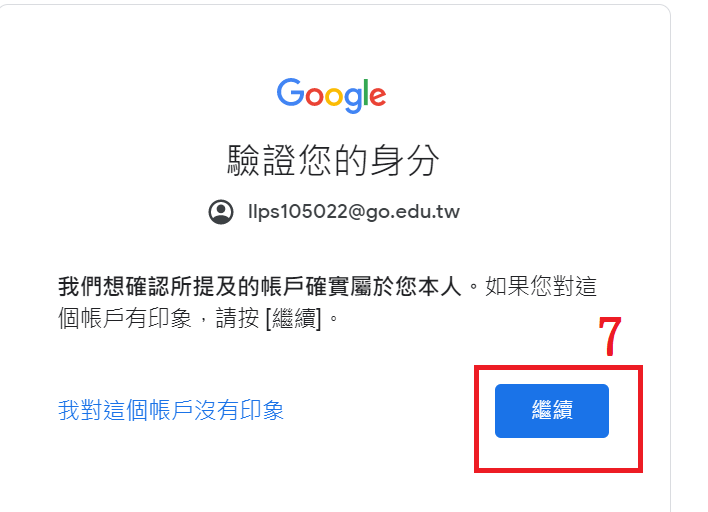 Google
驗證您的身分
llps105022@go.edu.tw
我們想確認所提及的帳戶確實屬於您本人。如果您對這
個帳戶有印象，請按 [繼續]。
7
我對這個帳戶沒有印象
繼續